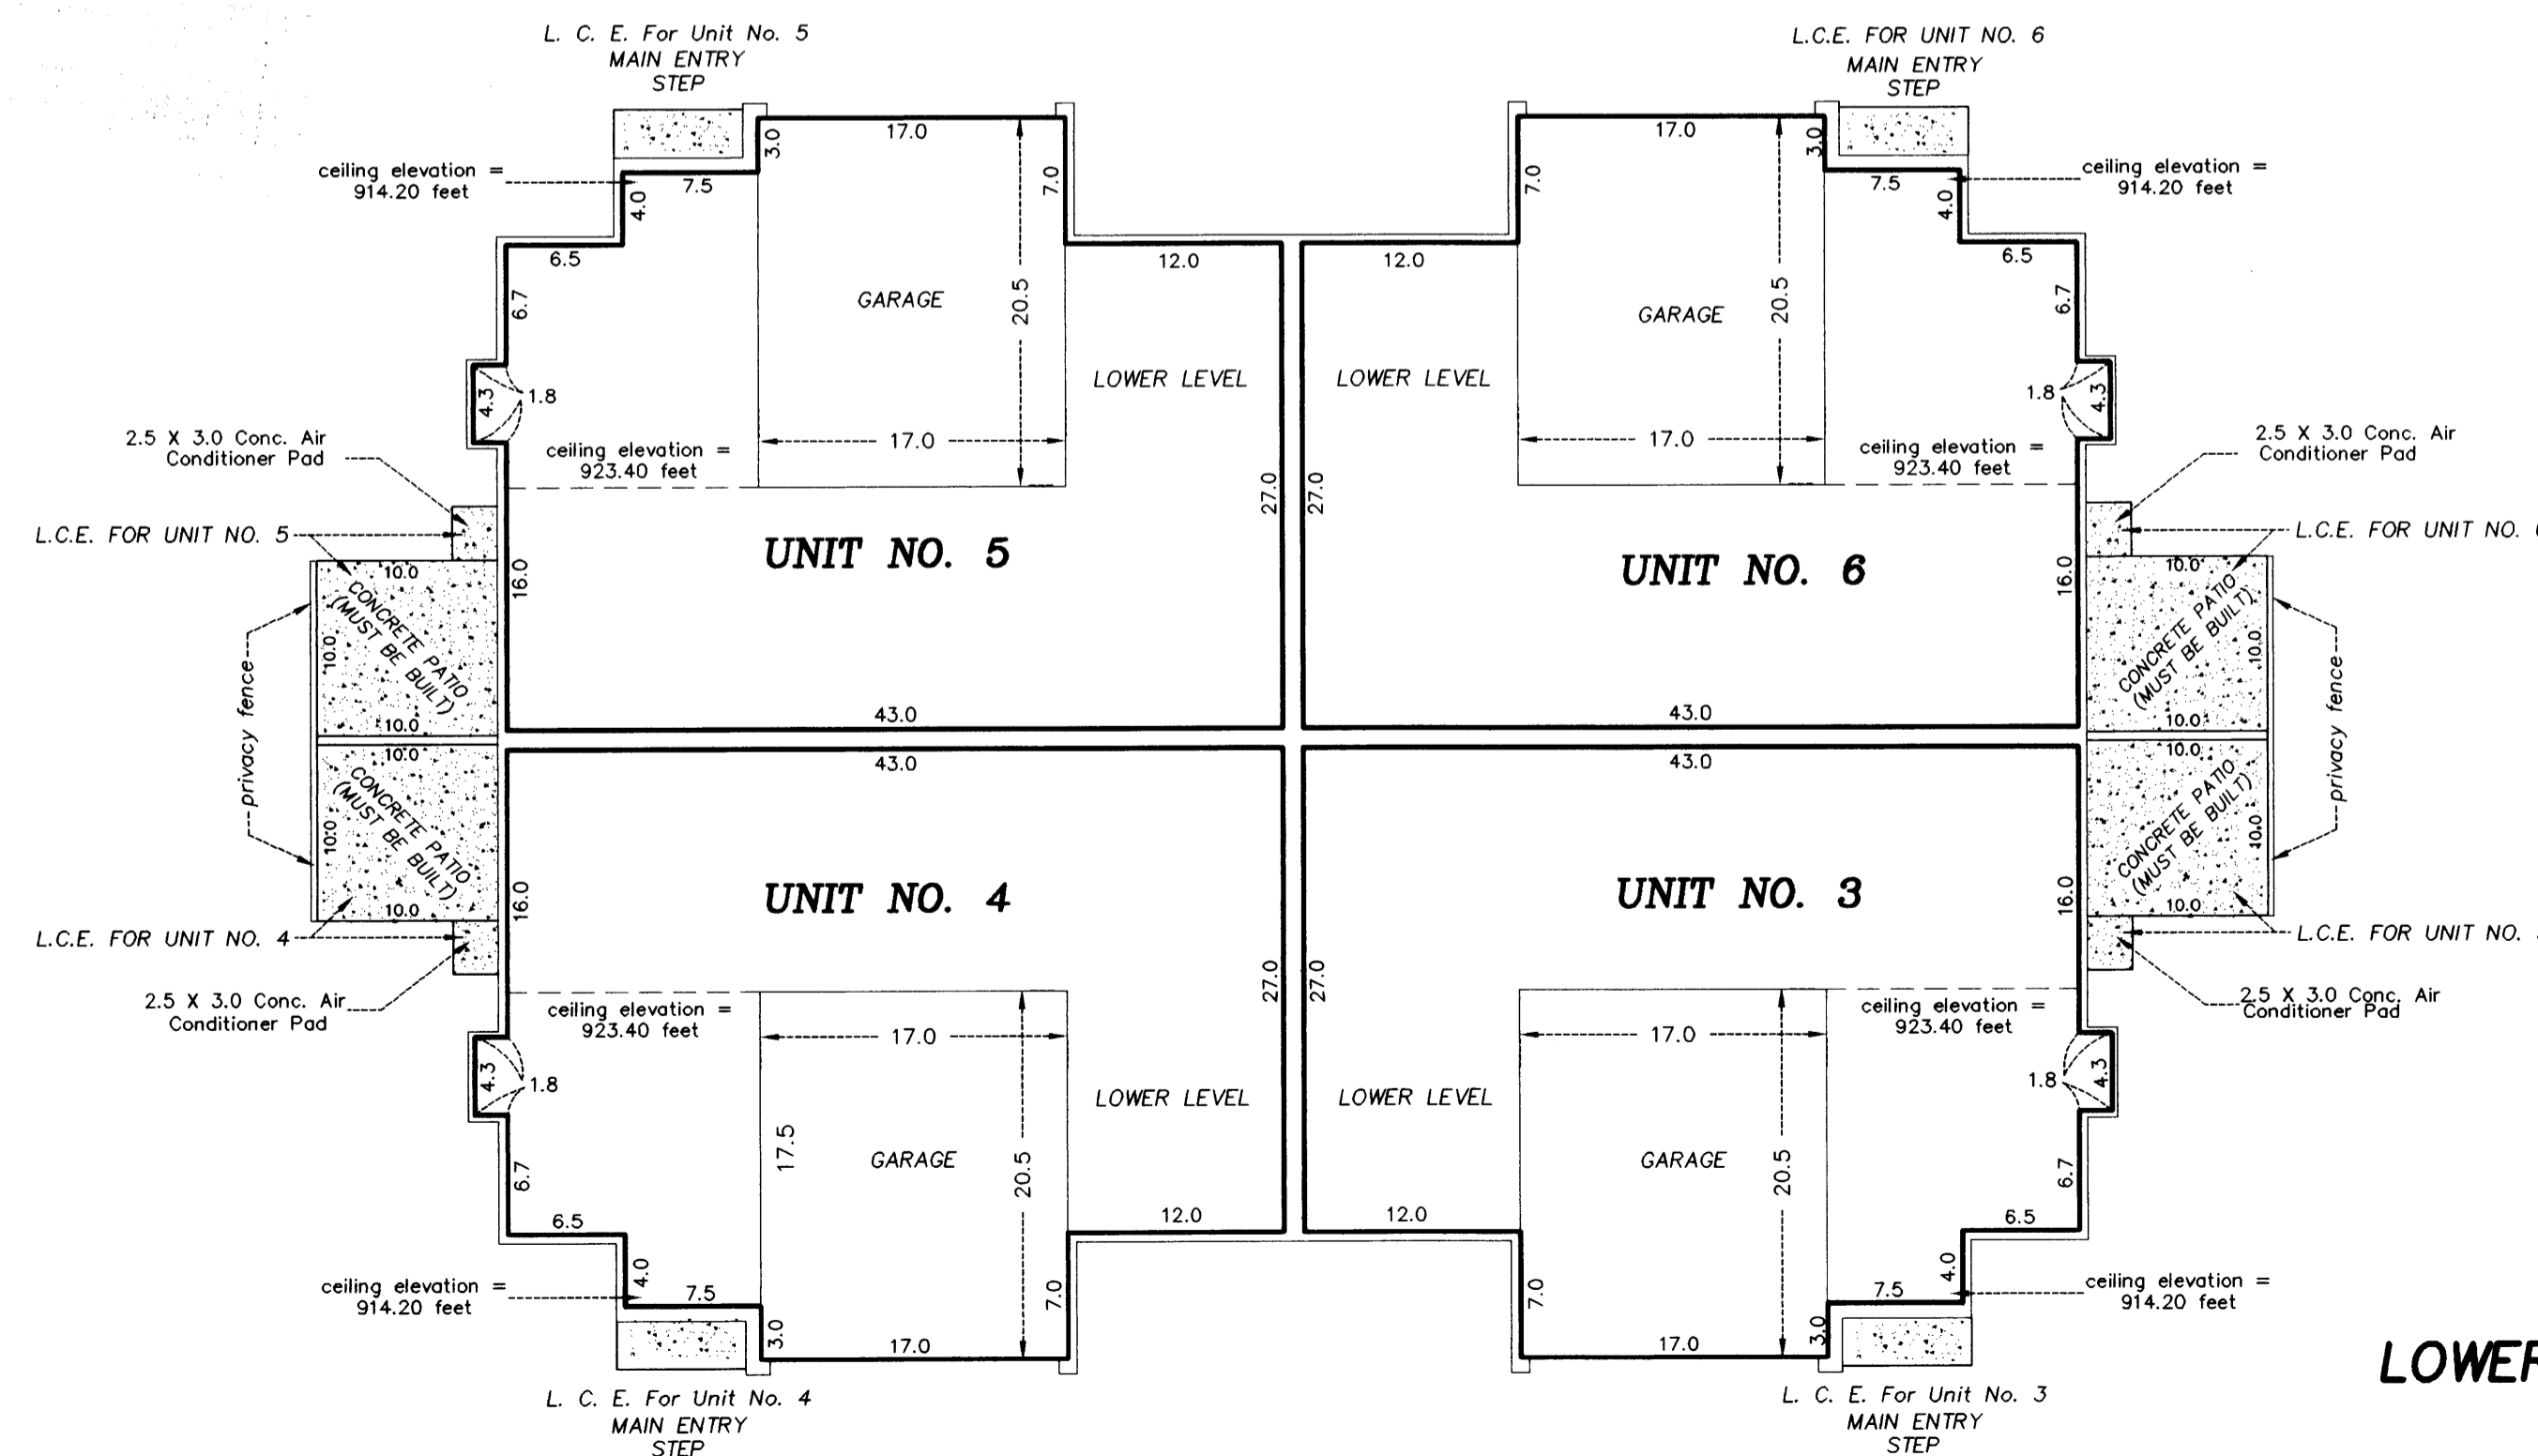 L. C. E. For Unit No. 5
MAIN ENTRY
STEP
L.C.E. FOR UNIT NO. 6
MAIN ENTRY
STEP
17.0
3.0
7.0
7.5
4.0
ceiling elevation =
914.20 feet
6.5
12.0
6.7
GARAGE
20.5
LOWER LEVEL
4.3
1.8
17.0
ceiling elevation =
923.40 feet
27.0
2.5 X 3.0 Conc. Air
Conditioner Pad
L.C.E. FOR UNIT NO. 5
16.0
UNIT NO. 5
10.0
CONCRETE PATIO
(MUST BE BUILT)
10.0
10.0
43.0
privacy fence
17.0
3.0
7.0
7.5
4.0
ceiling elevation =
914.20 feet
6.5
12.0
6.7
GARAGE
20.5
LOWER LEVEL
4.3
1.8
17.0
ceiling elevation =
923.40 feet
27.0
2.5 X 3.0 Conc. Air
Conditioner Pad
L.C.E. FOR UNIT NO.
16.0
UNIT NO. 6
10.0
CONCRETE PATIO
(MUST BE BUILT)
10.0
10.0
43.0
privacy fence
43.0
10.0
CONCRETE PATIO
(MUST BE BUILT)
10.0
10.0
16.0
UNIT NO. 4
L.C.E. FOR UNIT NO. 4
2.5 X 3.0 Conc. Air
Conditioner Pad
27.0
ceiling elevation =
923.40 feet
17.0
4.3
1.8
LOWER LEVEL
17.5
GARAGE
20.5
6.7
6.5
12.0
ceiling elevation =
914.20 feet
4.0
7.5
7.0
3.0
17.0
L. C. E. For Unit No. 4
MAIN ENTRY
STEP
43.0
10.0
CONCRETE PATIO
(MUST BE BUILT)
10.0
10.0
16.0
UNIT NO. 3
L.C.E. FOR UNIT NO.
2.5 X 3.0 Conc. Air
Conditioner Pad
27.0
ceiling elevation =
923.40 feet
17.0
4.3
1.8
LOWER LEVEL
GARAGE
20.5
6.7
6.5
12.0
ceiling elevation =
914.20 feet
4.0
7.5
7.0
3.0
17.0
L. C. E. For Unit No. 3
MAIN ENTRY
STEP
LOWER